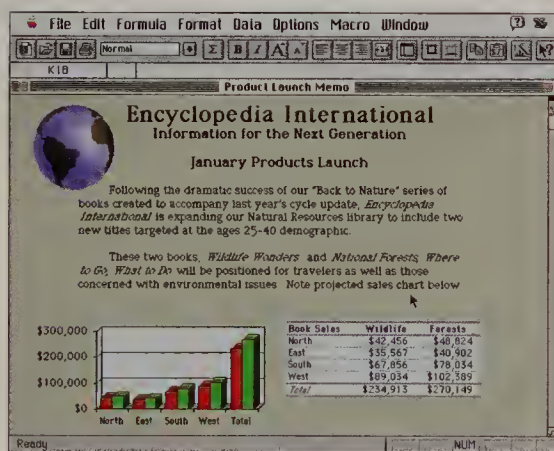 File Edit Formula Format Data Options Macro Window
Normal
Σ B I A A
K18
Product Launch Memo
Encyclopedia International
Information for the Next Generation
January Products Launch
Following the dramatic success of our "Back to Nature" series of
books created to accompany last year's cycle update, Encyclopedia
International is expanding our Natural Resources library to include two
new titles targeted at the ages 25-40 demographic.
These two books, Wildlife Wonders and National Forests, Where
to Go, What to Do will be positioned for travelers as well as those
concerned with environmental issues Note projected sales chart below
$300,000
$200,000
$100,000
$0
North East South West Total
Book Sales Wildlife Forests
North $42,456 $48,824
East $35,567 $40,902
South $67,856 $78,034
West $89,034 $102,389
Total $234,913 $270,149
Ready NUM